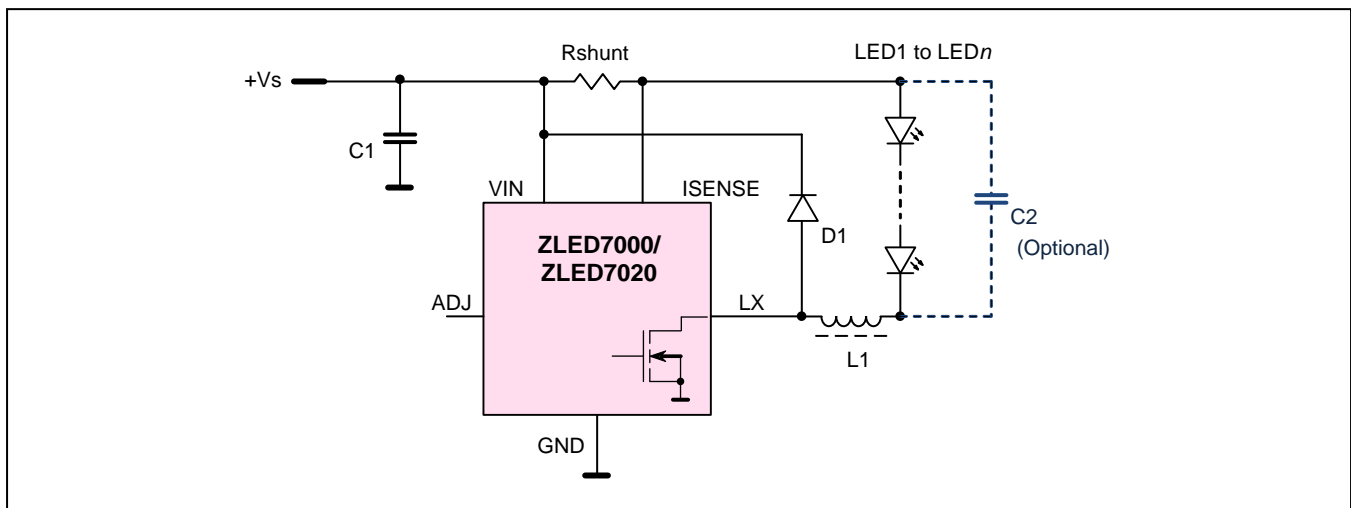 Rshunt
LED1 to LEDn
+Vs
C1
VIN
ISENSE
C2
(Optional)
D1
ZLED7000/
ZLED7020
ADJ
LX
L1
GND